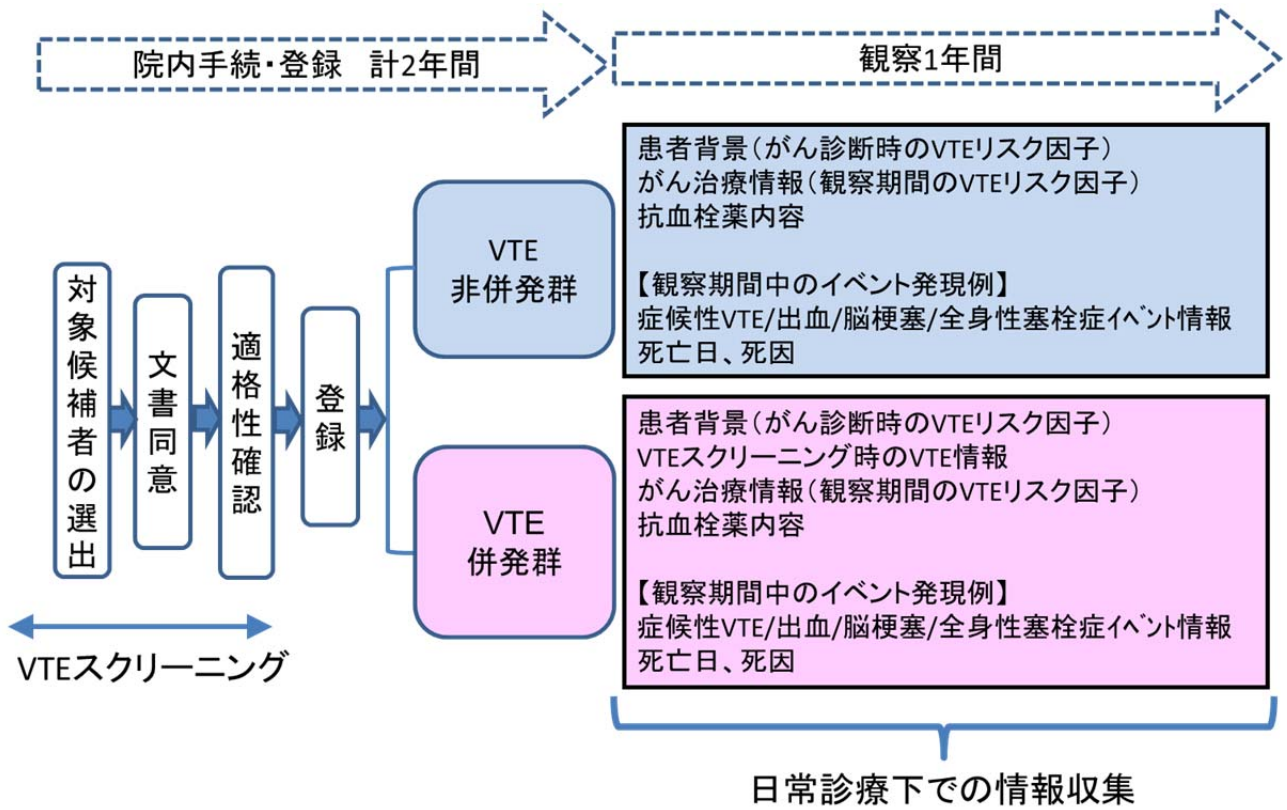 院内手続・登録　計2年間
観察1年間
対象候補者の選出
文書同意
適格性確認
登録
VTE
非併発群
患者背景(がん診断時のVTEリスク因子)
がん治療情報(観察期間のVTEリスク因子)
抗血栓薬内容
【観察期間中のイベント発現例】
症候性VTE/出血/脳梗塞/全身性塞栓症ｲﾍﾞﾝﾄ情報
死亡日、死因
VTE
併発群
患者背景(がん診断時のVTEリスク因子)
VTEスクリーニング時のVTE情報
がん治療情報(観察期間のVTEリスク因子)
抗血栓薬内容
【観察期間中のイベント発現例】
症候性VTE/出血/脳梗塞/全身性塞栓症ｲﾍﾞﾝﾄ情報
死亡日、死因
VTEスクリーニング
日常診療下での情報収集